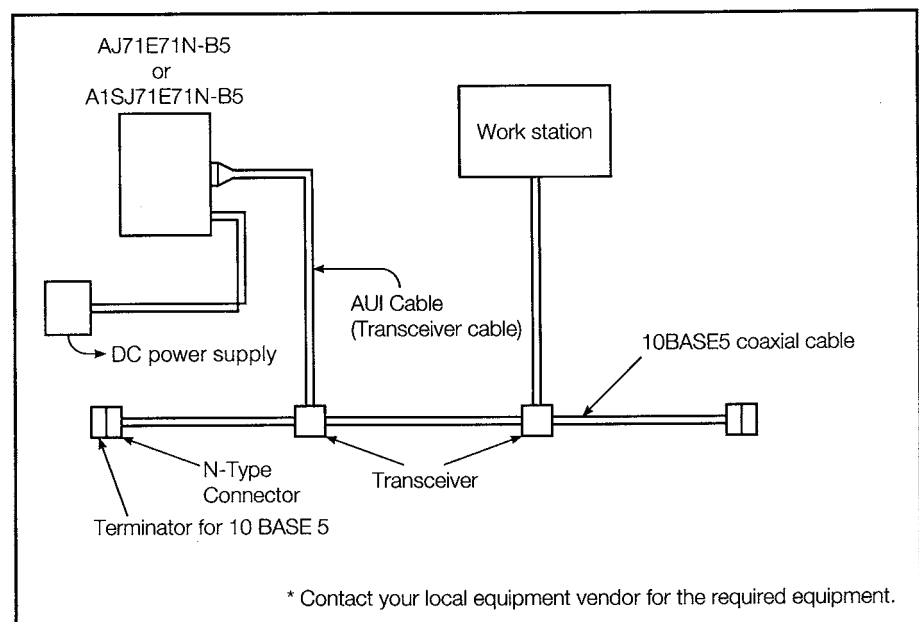 AJ71E71N-B5
or
A1SJ71E71N-B5
Work station
AUI Cable
(Transceiver cable)
DC power supply
10BASE5 coaxial cable
N-Type
Connector
Transceiver
Terminator for 10 BASE 5
* Contact your local equipment vendor for the required equipment.